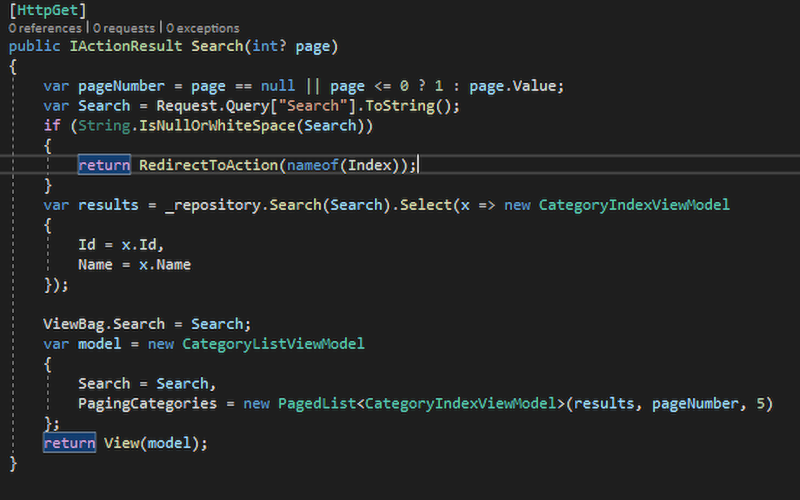 [HttpGet]
0 references | 0 requests | 0 exceptions
public IActionResult Search(int? page)
{
var pageNumber = page == null || page <= 0 ? 1 : page.Value;
var Search = Request.Query["Search"].ToString();
if (String.IsNullOrWhiteSpace(Search))
{
return RedirectToAction(nameof(Index));
}
var results = _repository.Search(Search).Select(x => new CategoryIndexViewModel
{
Id = x.Id,
Name = x.Name
});
ViewBag.Search = Search;
var model = new CategoryListViewModel
{
Search = Search,
PagingCategories = new PagedList<CategoryIndexViewModel>(results, pageNumber, 5)
};
return View(model);
}